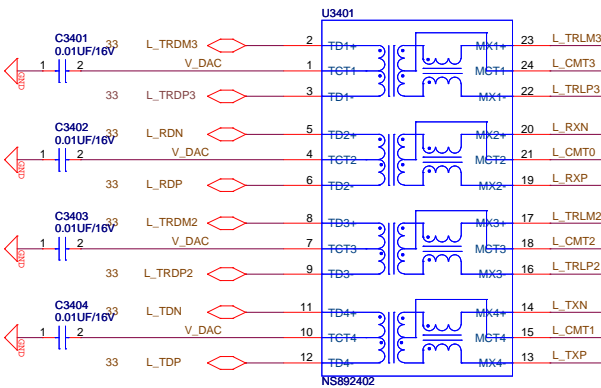 U3401
C3401
0.01UF/16V
33 L_TRDM3 2 TD1+ MX1+ 23 L_TRLM3
GND 1 2 V_DAC 1 TCT1 MCT1 24 L_CMT3
33 L_TRDP3 3 TD1- MX1- 22 L_TRLP3
C3402
0.01UF/16V
33 L_RDN 5 TD2+ MX2+ 20 L_RXN
GND 1 2 V_DAC 4 TCT2 MCT2 21 L_CMT0
33 L_RDP 6 TD2- MX2- 19 L_RXP
C3403
0.01UF/16V
33 L_TRDM2 8 TD3+ MX3+ 17 L_TRLM2
GND 1 2 V_DAC 7 TCT3 MCT3 18 L_CMT2
33 L_TRDP2 9 TD3- MX3- 16 L_TRLP2
C3404
0.01UF/16V
33 L_TDN 11 TD4+ MX4+ 14 L_TXN
GND 1 2 V_DAC 10 TCT4 MCT4 15 L_CMT1
33 L_TDP 12 TD4- MX4- 13 L_TXP
NS892402